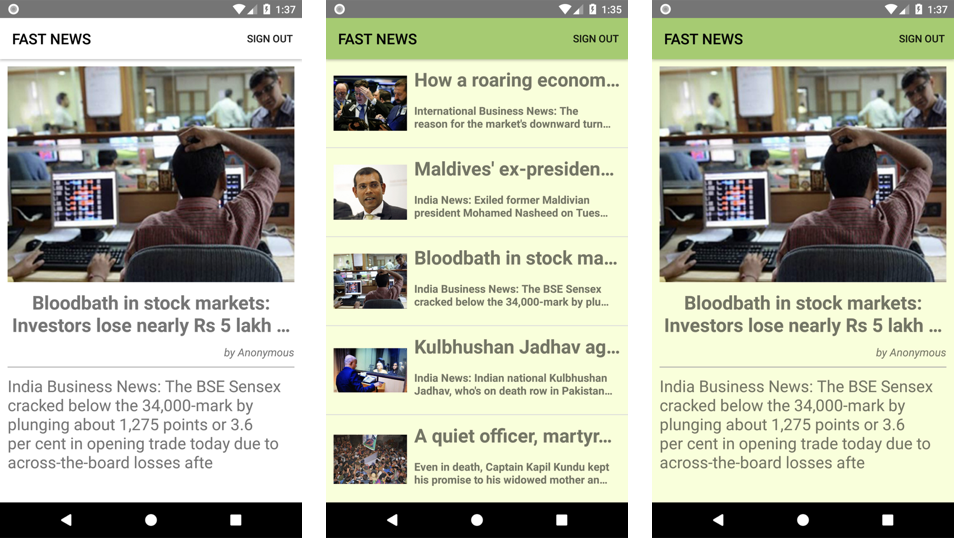 1:37
FAST NEWS
SIGN OUT
Bloodbath in stock markets:
Investors lose nearly Rs 5 lakh ...
by Anonymous
India Business News: The BSE Sensex
cracked below the 34,000-mark by
plunging about 1,275 points or 3.6
per cent in opening trade today due to
across-the-board losses afte
1:35
FAST NEWS
SIGN OUT
How a roaring econom...
International Business News: The
reason for the market's downward turn...
Maldives' ex-presiden...
India News: Exiled former Maldivian
president Mohamed Nasheed on Tues...
Bloodbath in stock ma...
India Business News: The BSE Sensex
cracked below the 34,000-mark by plu...
Kulbhushan Jadhav ag...
India News: Indian national Kulbhushan
Jadhav, who's on death row in Pakistan...
A quiet officer, martyr...
Even in death, Captain Kapil Kundu kept
his promise to his widowed mother an...
1:37
FAST NEWS
SIGN OUT
Bloodbath in stock markets:
Investors lose nearly Rs 5 lakh ...
by Anonymous
India Business News: The BSE Sensex
cracked below the 34,000-mark by
plunging about 1,275 points or 3.6
per cent in opening trade today due to
across-the-board losses afte